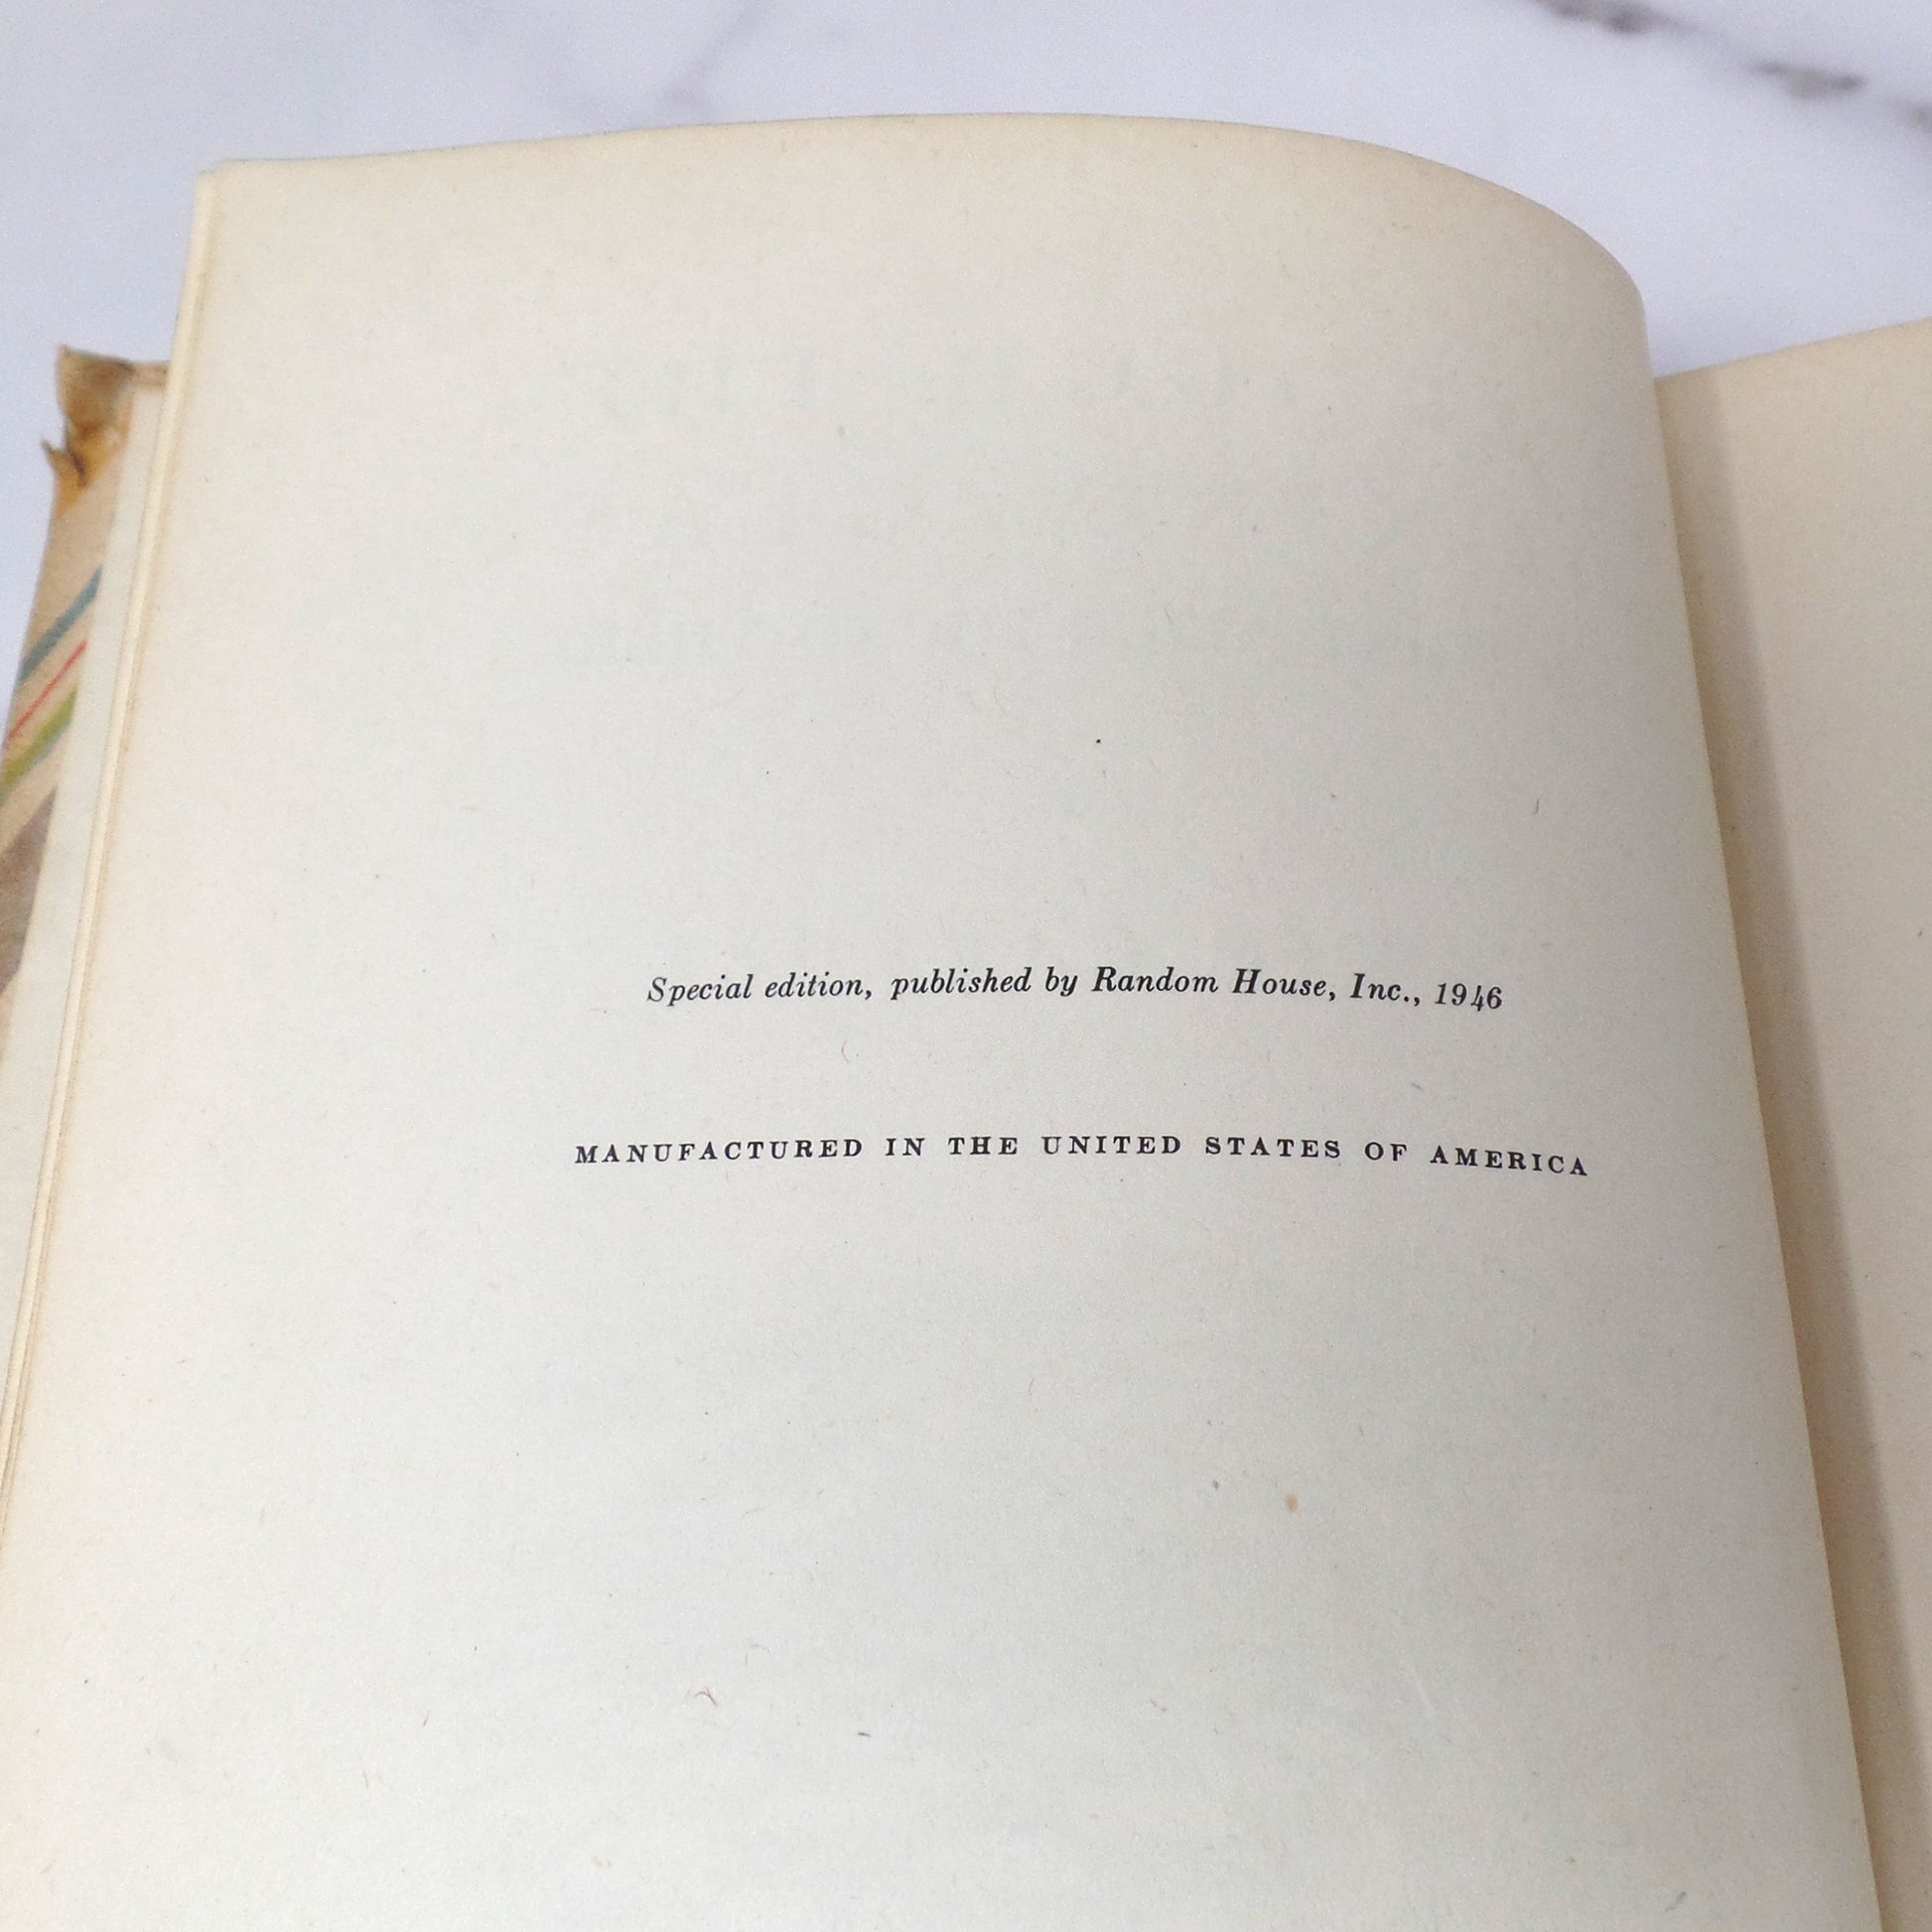 Special edition, published by Random House, Inc., 1946
MANUFACTURED IN THE UNITED STATES OF AMERICA